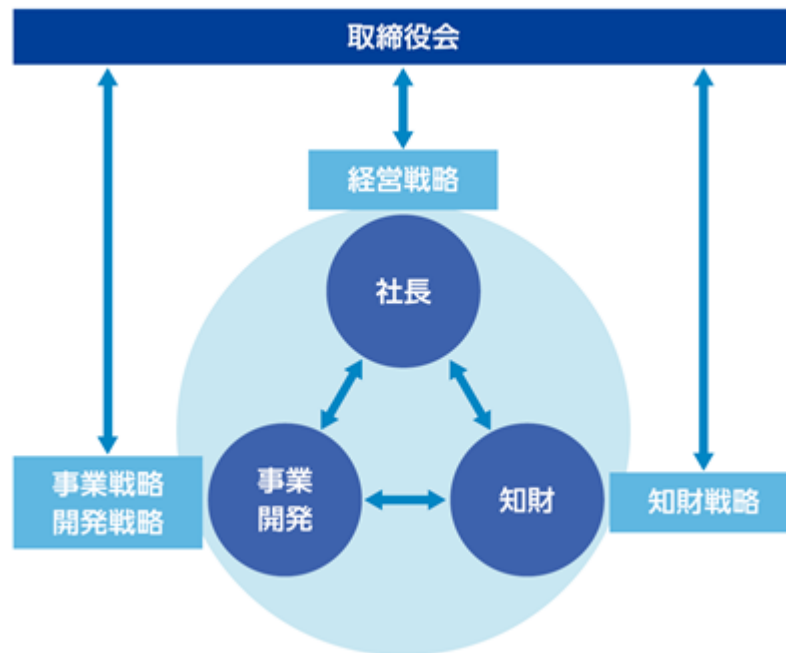 取締役会
経営戦略
社長
事業
開発
知財
事業戦略
開発戦略
知財戦略